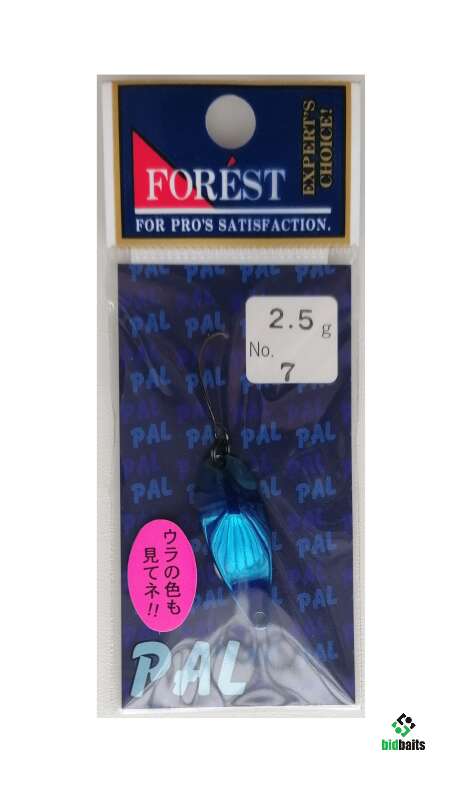 EXPERT'S
CHOICE!
FORÉST
FOR PRO'S SATISFACTION.
2.5 g
No.
7
ウラの色も
見てネ!!
PAL
bidbaits